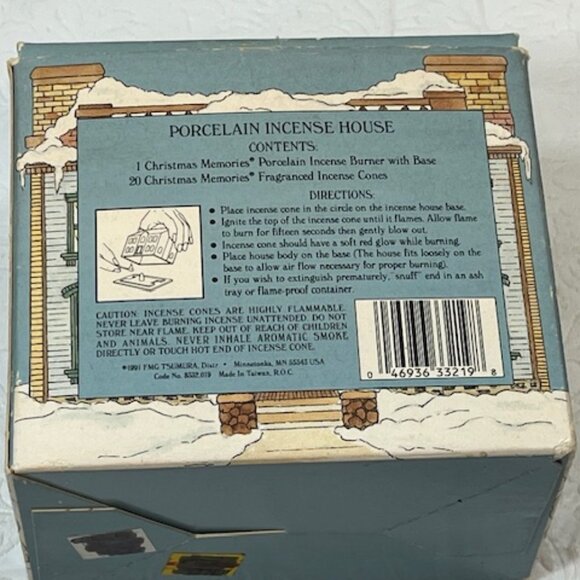 PORCELAIN INCENSE HOUSE
CONTENTS:
1 Christmas Memories® Porcelain Incense Burner with Base
20 Christmas Memories® Fragranced Incense Cones
DIRECTIONS:
• Place incense cone in the circle on the incense house base.
• Ignite the top of the incense cone until it flames. Allow flame
to burn for fifteen seconds then gently blow out.
• Incense cone should have a soft red glow while burning.
• Place house body on the base (The house fits loosely on the
base to allow air flow necessary for proper burning).
• If you wish to extinguish prematurely, "snuff" end in an ash
tray or flame-proof container.
CAUTION: INCENSE CONES ARE HIGHLY FLAMMABLE.
NEVER LEAVE BURNING INCENSE UNATTENDED. DO NOT
STORE NEAR FLAME. KEEP OUT OF REACH OF CHILDREN
AND ANIMALS. NEVER INHALE AROMATIC SMOKE
DIRECTLY OR TOUCH HOT END OF INCENSE CONE.
©1991 FMG TSUMURA, Distr. • Minnetonka, MN 55343 USA
Code No. 8532.019 Made In Taiwan, R.O.C.
0 46936 33219 8